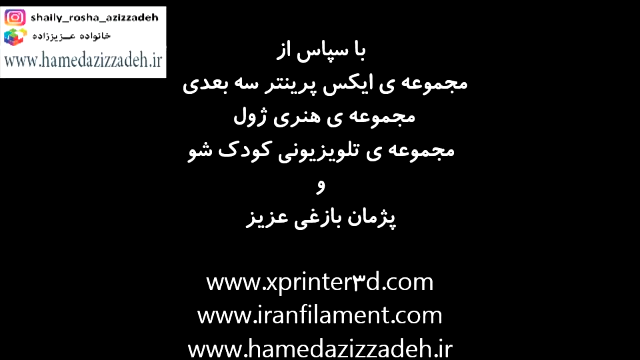 shaily_rosha_azizzadeh
خانواده عزیززاده
www.hamedazizzadeh.ir
با سپاس از
مجموعه ی ایکس پرینتر سه بعدی
مجموعه ی هنری ژول
مجموعه ی تلویزیونی کودک شو
و
پژمان بازغی عزیز
www.xprinter۳d.com
www.iranfilament.com
www.hamedazizzadeh.ir